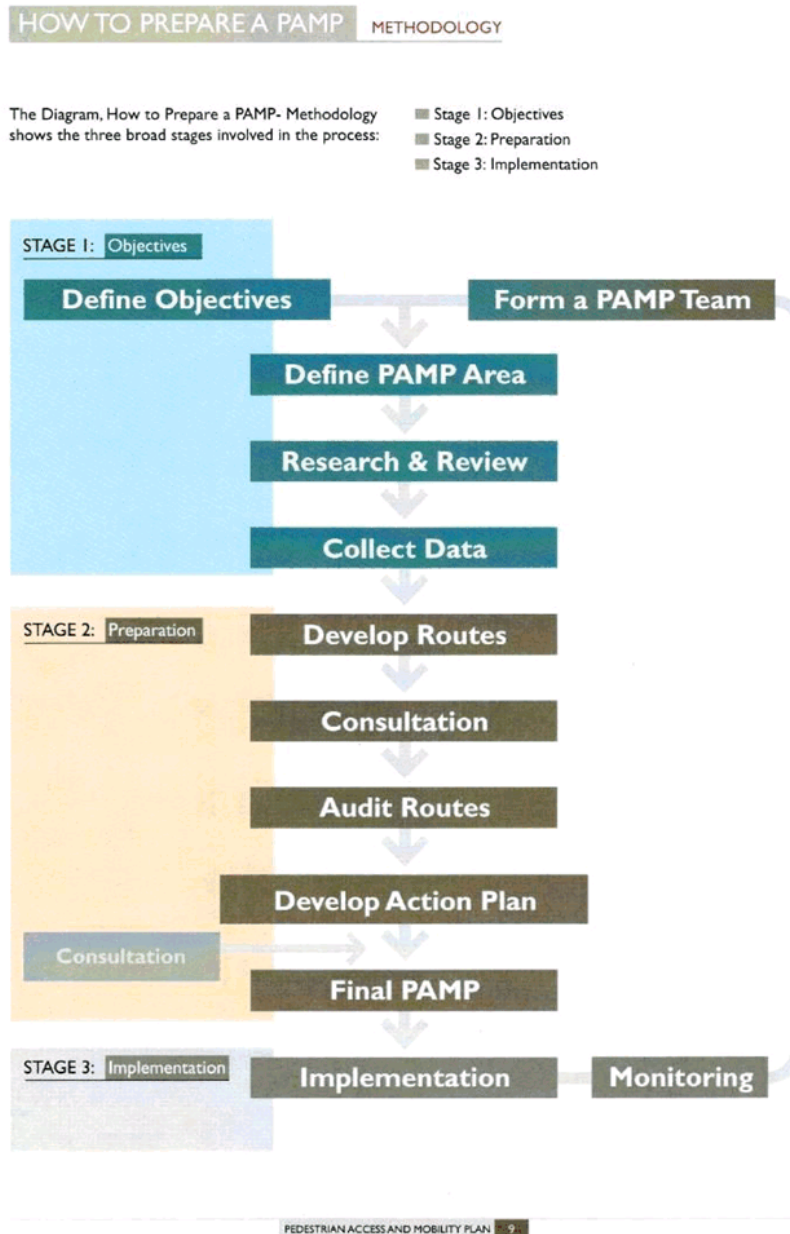 HOW TO PREPARE A PAMP METHODOLOGY
The Diagram, How to Prepare a PAMP- Methodology
shows the three broad stages involved in the process:
Stage 1: Objectives
Stage 2: Preparation
Stage 3: Implementation
STAGE 1: Objectives
Define Objectives
Form a PAMP Team
Define PAMP Area
Research & Review
Collect Data
STAGE 2: Preparation
Develop Routes
Consultation
Audit Routes
Develop Action Plan
Consultation
Final PAMP
STAGE 3: Implementation
Implementation
Monitoring
PEDESTRIAN ACCESS AND MOBILITY PLAN 9